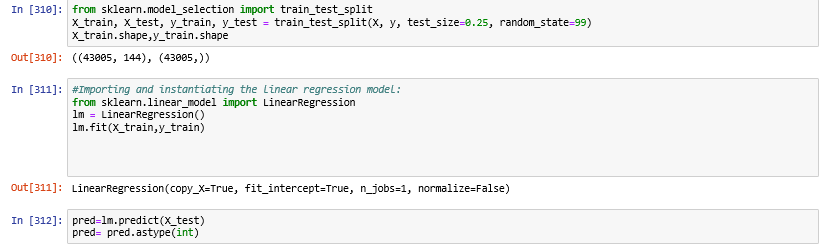 In [310]: from sklearn.model_selection import train_test_split
X_train, X_test, y_train, y_test = train_test_split(X, y, test_size=0.25, random_state=99)
X_train.shape,y_train.shape
Out[310]: ((43005, 144), (43005,))
In [311]: #Importing and instantiating the linear regression model:
from sklearn.linear_model import LinearRegression
lm = LinearRegression()
lm.fit(X_train,y_train)
Out[311]: LinearRegression(copy_X=True, fit_intercept=True, n_jobs=1, normalize=False)
In [312]: pred=lm.predict(X_test)
pred= pred.astype(int)